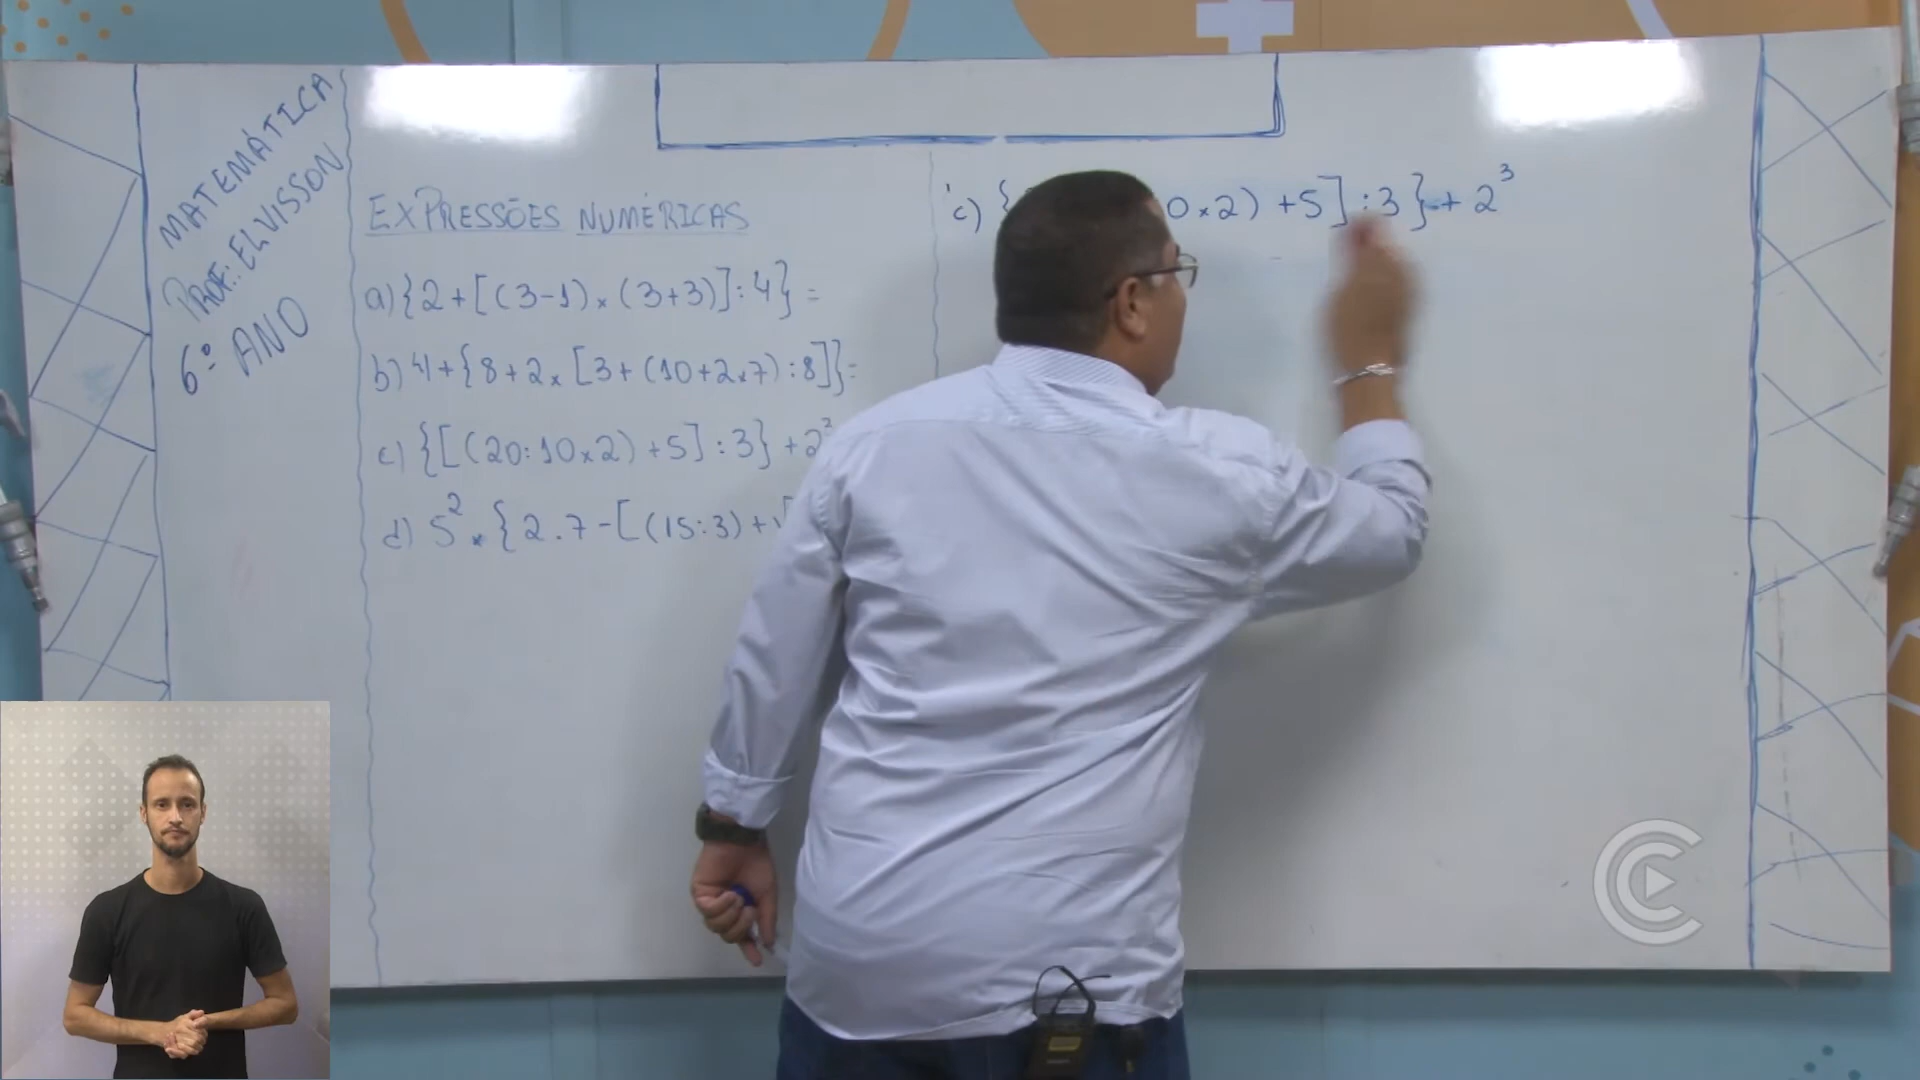 MATEMÁTICA
PROF.: ELVISSON
6º ANO
EXPRESSÕES NUMÉRICAS
a) {2 + [(3-1) × (3+3)] : 4} =
b) 4 + {8 + 2 × [3 + (10 + 2 × 7) : 8]} =
c) {[(20 : 10 × 2) + 5] : 3} + 2³
d) 5² × {2 . 7 - [(15 : 3) + √
c) { 0 × 2) + 5] : 3} + 2³